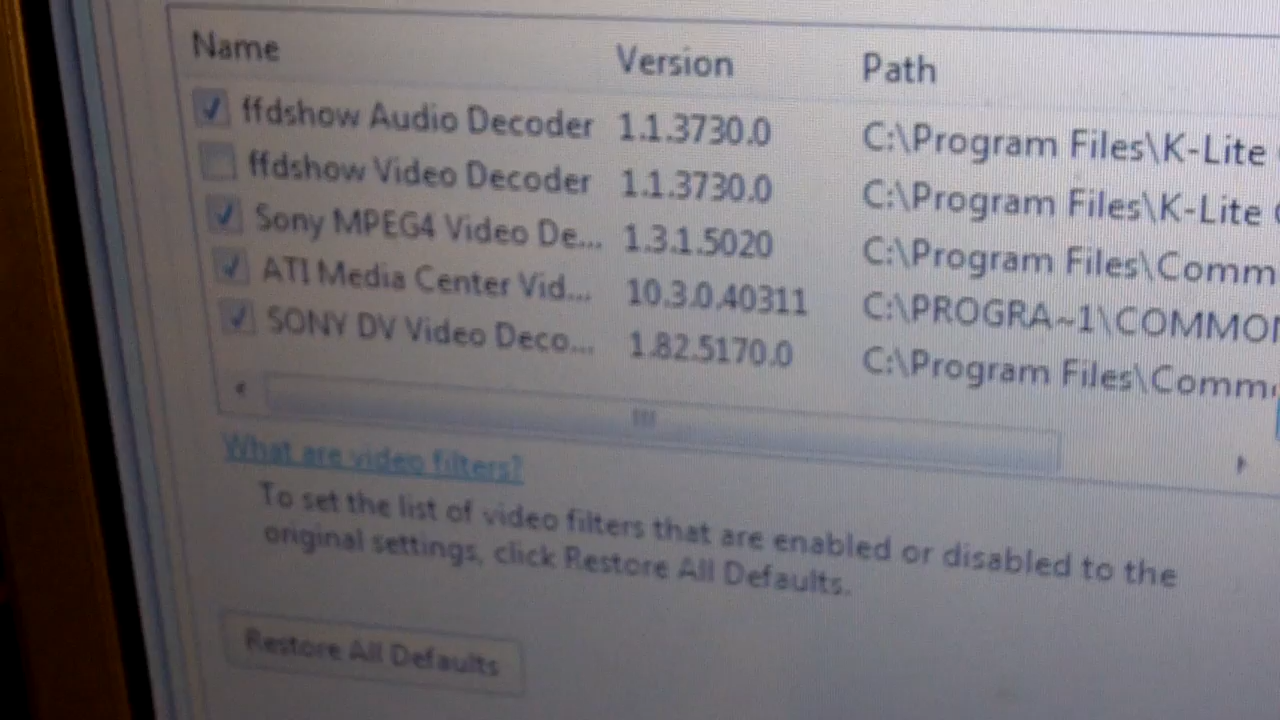 Name Version Path
ffdshow Audio Decoder 1.1.3730.0 C:\Program Files\K-Lite
ffdshow Video Decoder 1.1.3730.0 C:\Program Files\K-Lite
Sony MPEG4 Video De... 1.3.1.5020 C:\Program Files\Comm
ATI Media Center Vid... 10.3.0.40311 C:\PROGRA~1\COMMO
SONY DV Video Deco... 1.82.5170.0 C:\Program Files\Comm
What are video filters?
To set the list of video filters that are enabled or disabled to the
original settings, click Restore All Defaults.
Restore All Defaults